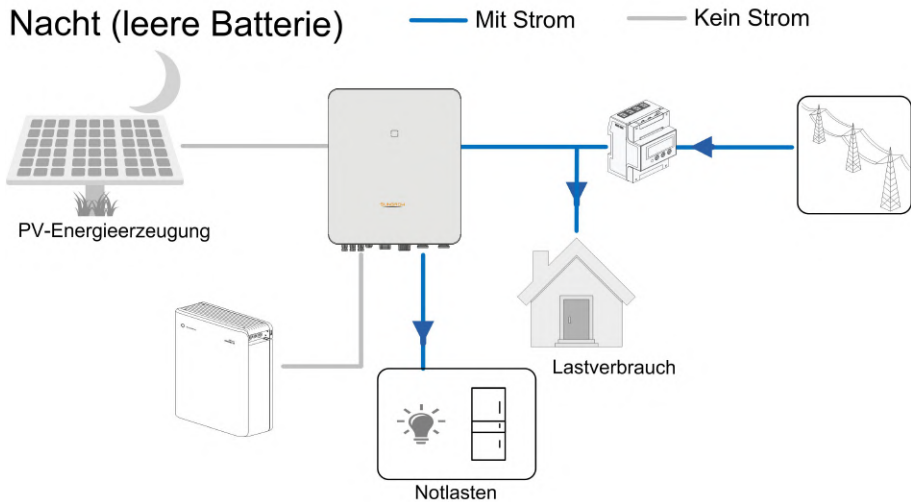 Nacht (leere Batterie)
Mit Strom
Kein Strom
PV-Energieerzeugung
Lastverbrauch
Notlasten